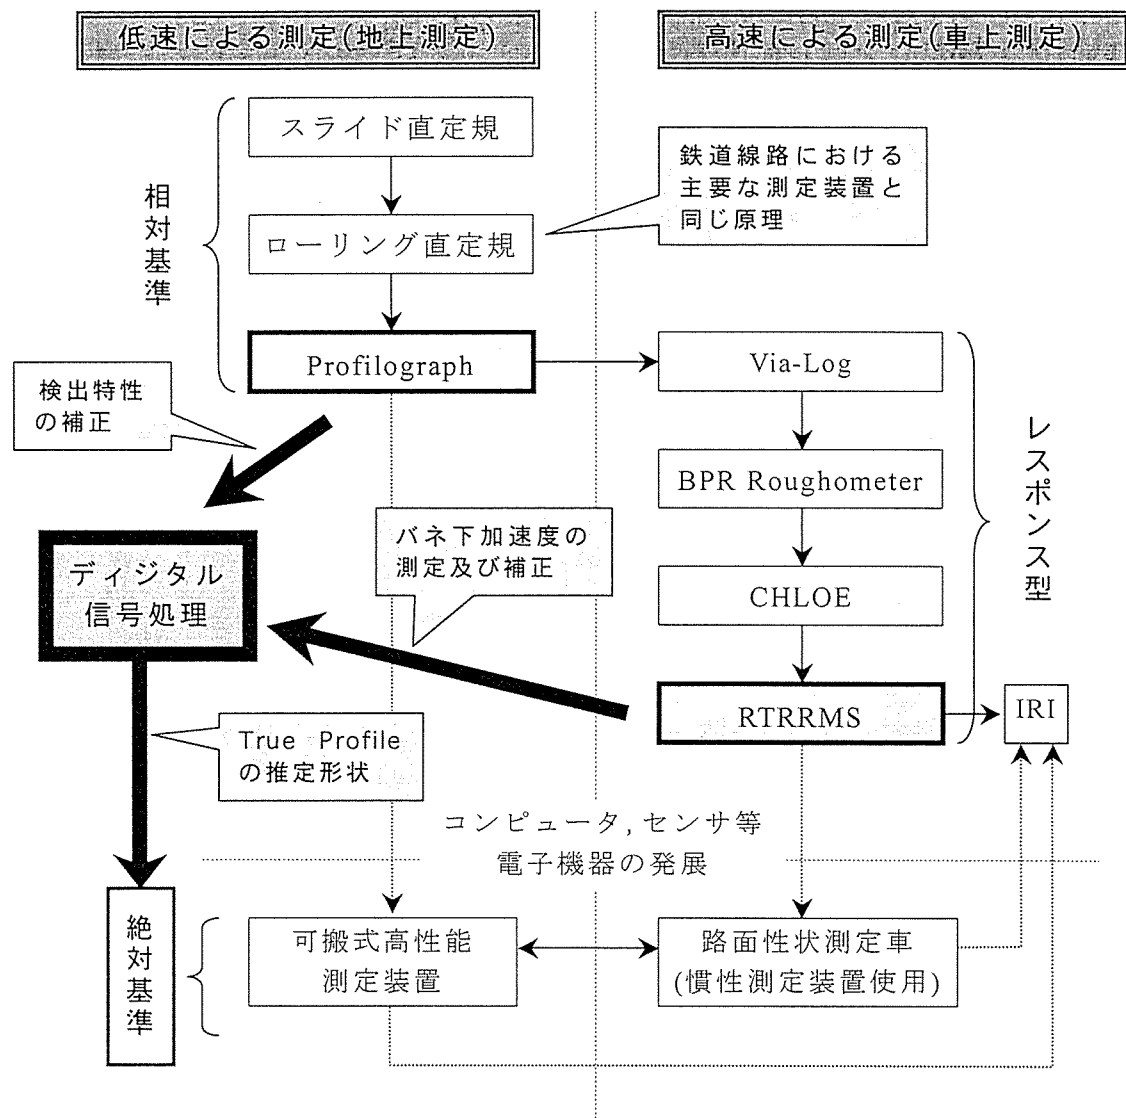 低速による測定(地上測定)
高速による測定(車上測定)
スライド直定規
鉄道線路における
主要な測定装置と
同じ原理
相対基準
ローリング直定規
Profilograph
Via-Log
検出特性
の補正
レスポンス型
BPR Roughometer
バネ下加速度の
測定及び補正
ディジタル
信号処理
CHLOE
RTRRMS
IRI
True Profile
の推定形状
コンピュータ,センサ等
電子機器の発展
絶対基準
可搬式高性能
測定装置
路面性状測定車
(慣性測定装置使用)